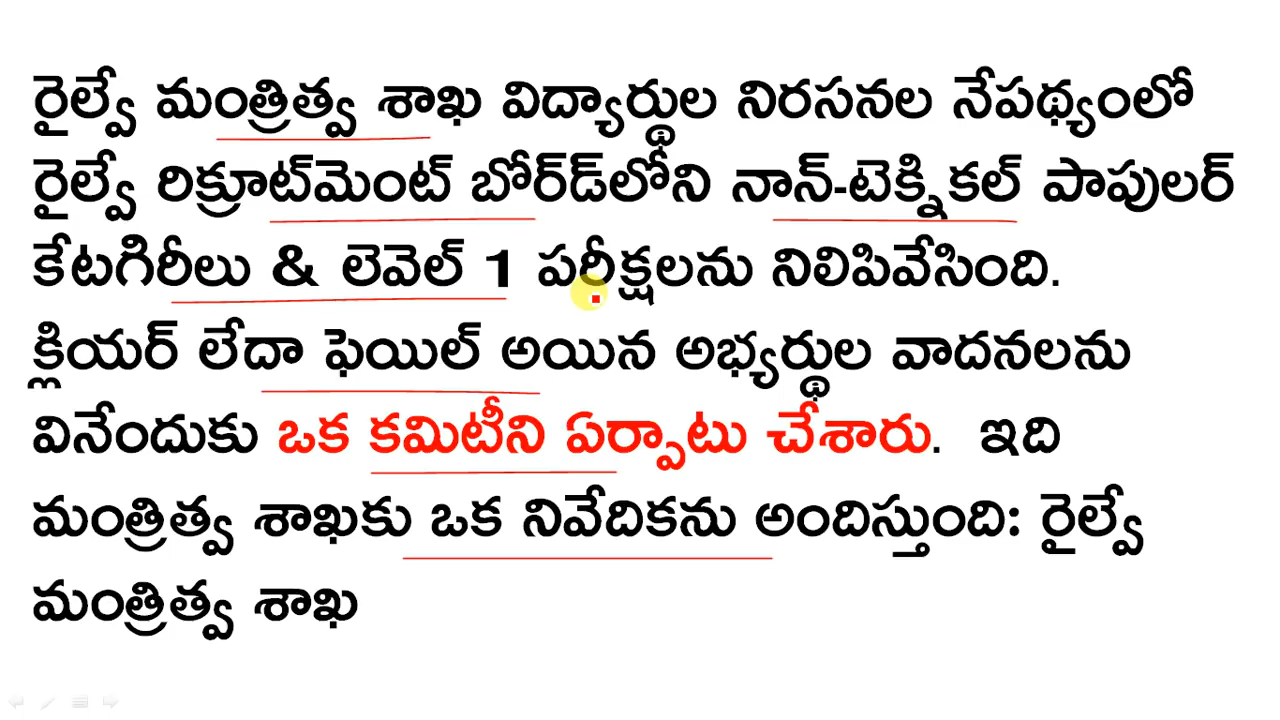 రైల్వే మంత్రిత్వ శాఖ విద్యార్థుల నిరసనల నేపథ్యంలో
రైల్వే రిక్రూట్‌మెంట్ బోర్డ్‌లోని నాన్-టెక్నికల్ పాపులర్
కేటగిరీలు & లెవెల్ 1 పరీక్షలను నిలిపివేసింది.
క్లియర్ లేదా ఫెయిల్ అయిన అభ్యర్థుల వాదనలను
వినేందుకు ఒక కమిటీని ఏర్పాటు చేశారు. ఇది
మంత్రిత్వ శాఖకు ఒక నివేదికను అందిస్తుంది: రైల్వే
మంత్రిత్వ శాఖ